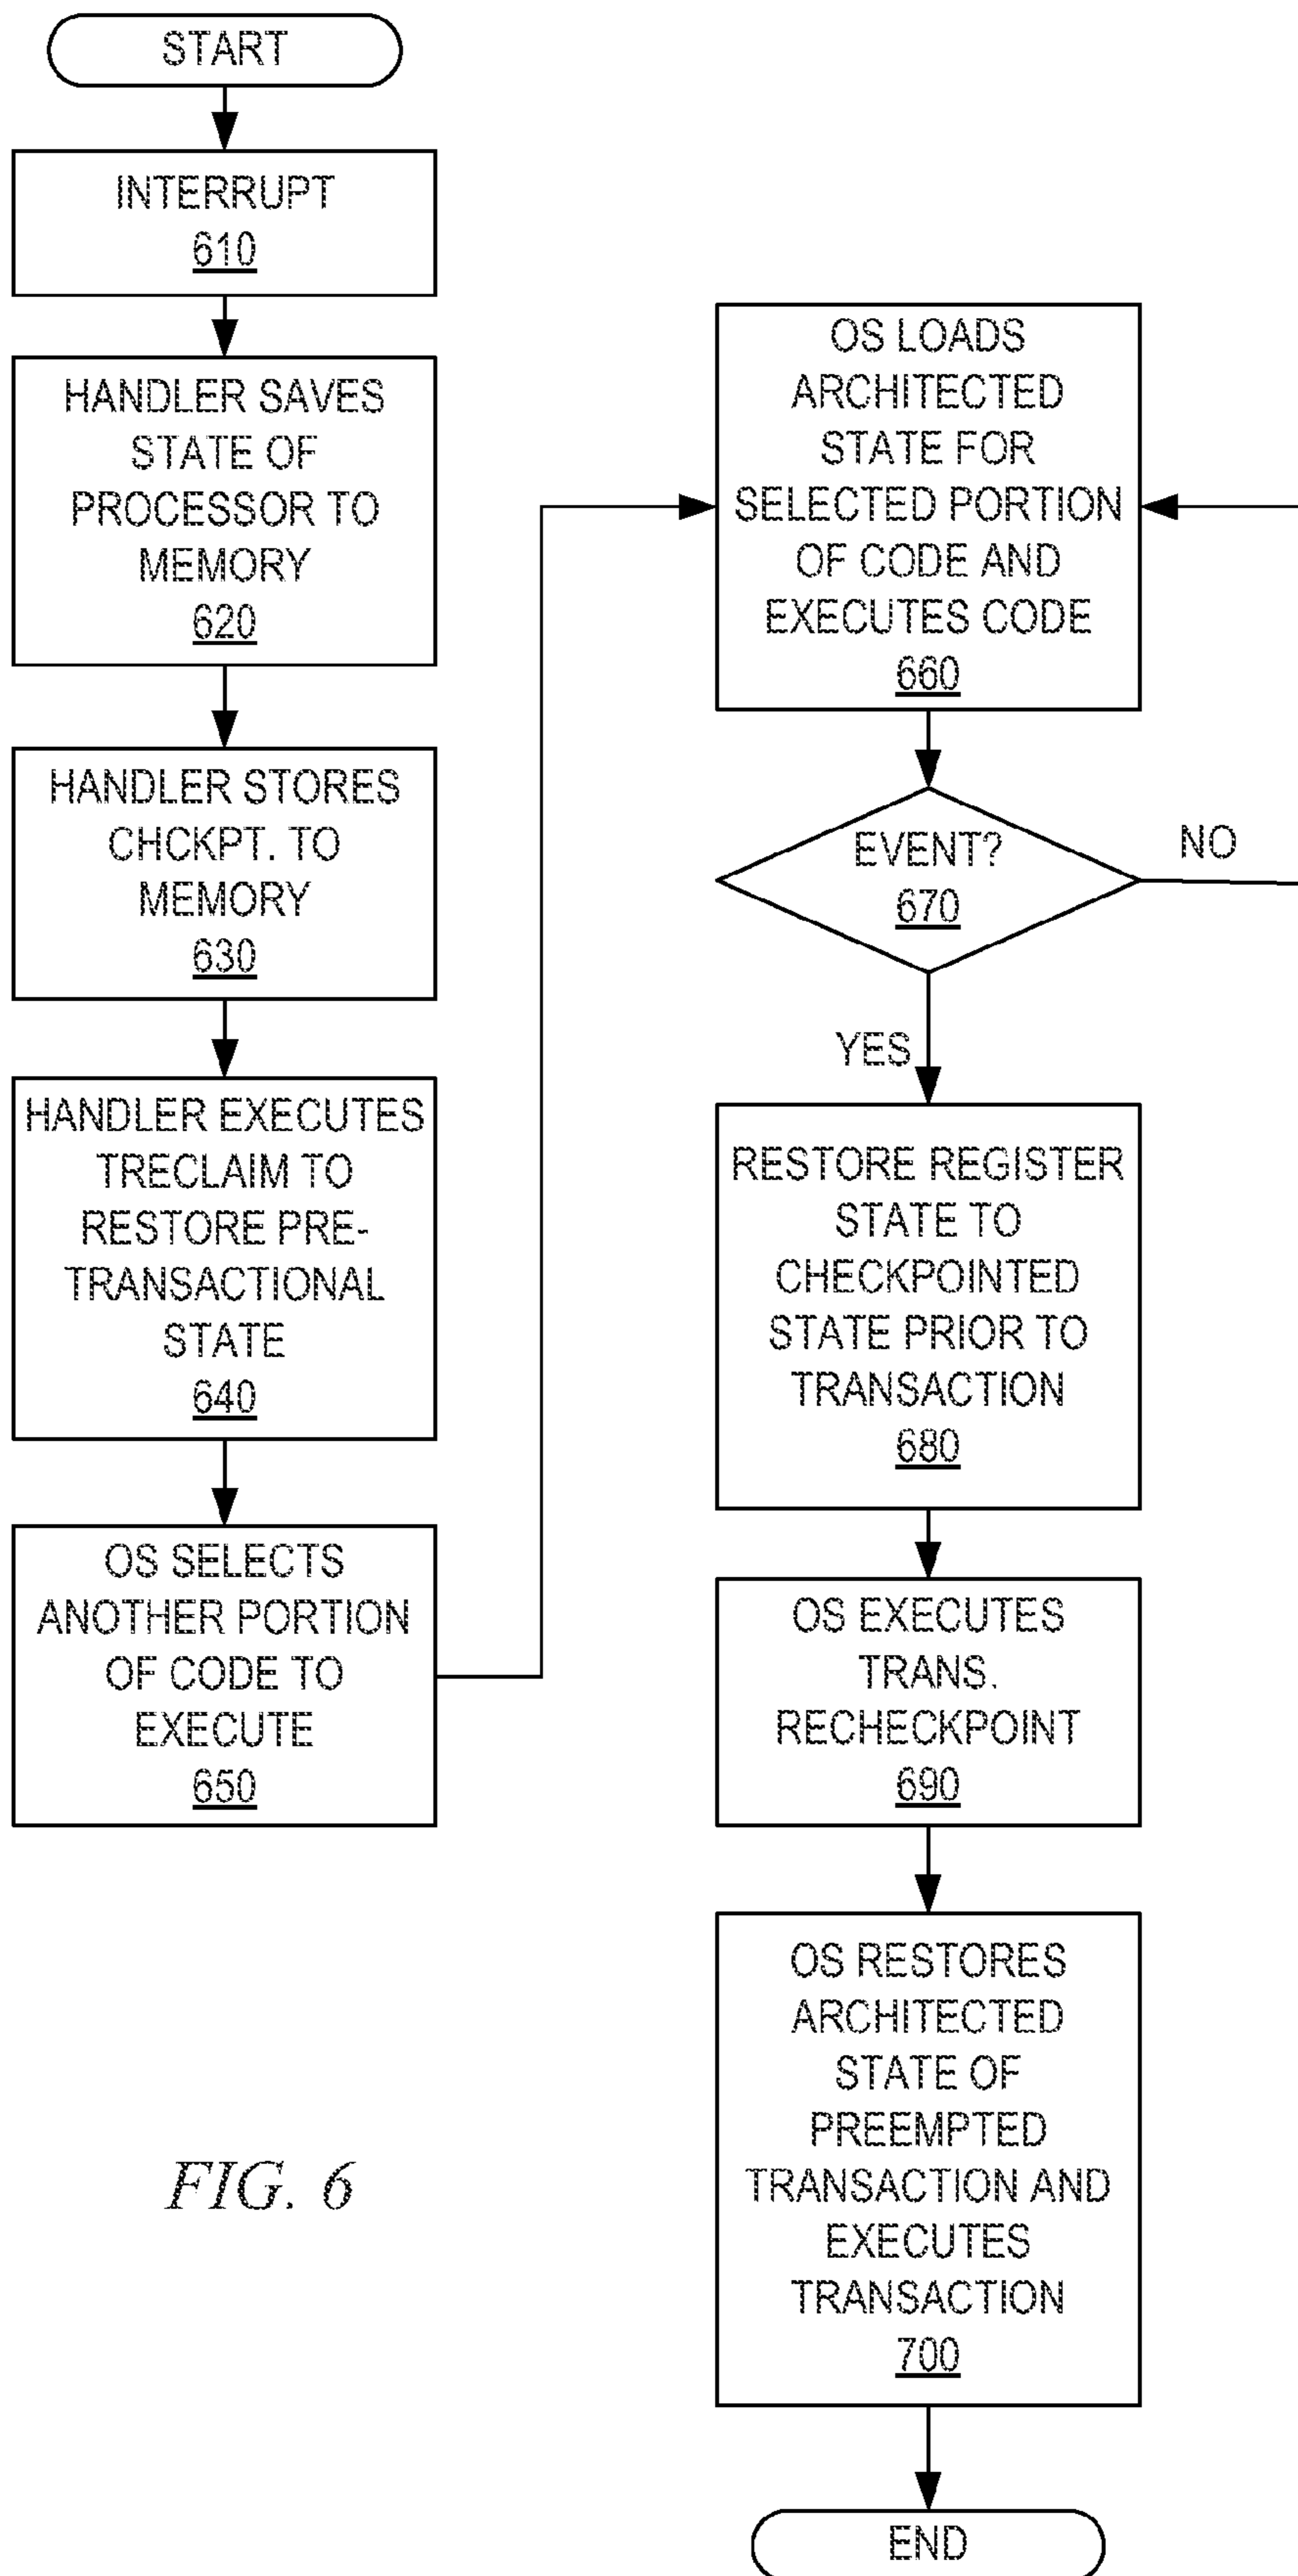 START
INTERRUPT
610
HANDLER SAVES
STATE OF
PROCESSOR TO
MEMORY
620
HANDLER STORES
CHCKPT. TO
MEMORY
630
HANDLER EXECUTES
TRECLAIM TO
RESTORE PRE-
TRANSACTIONAL
STATE
640
OS SELECTS
ANOTHER PORTION
OF CODE TO
EXECUTE
650
OS LOADS
ARCHITECTED
STATE FOR
SELECTED PORTION
OF CODE AND
EXECUTES CODE
660
EVENT?
670
NO
YES
RESTORE REGISTER
STATE TO
CHECKPOINTED
STATE PRIOR TO
TRANSACTION
680
OS EXECUTES
TRANS.
RECHECKPOINT
690
OS RESTORES
ARCHITECTED
STATE OF
PREEMPTED
TRANSACTION AND
EXECUTES
TRANSACTION
700
END
FIG. 6